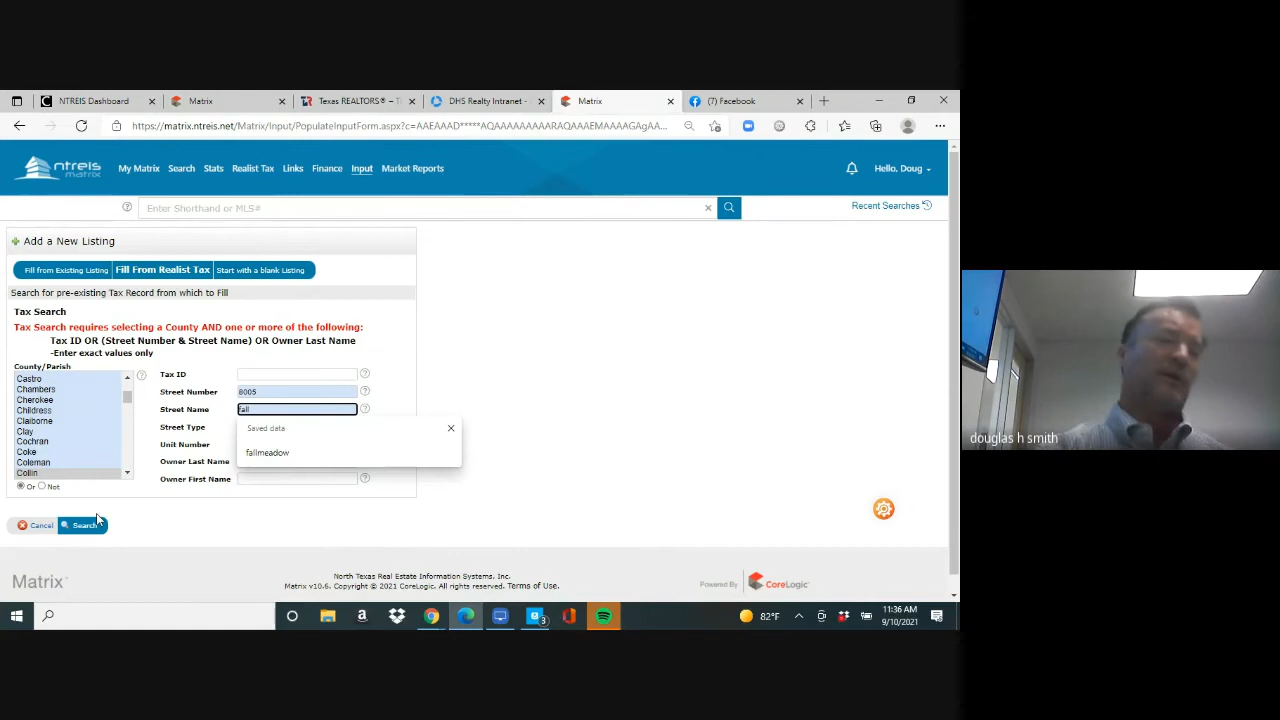 NTREIS Dashboard
Matrix
Texas REALTORS® – T
DHS Realty Intranet -
Matrix
(7) Facebook
https://matrix.ntreis.net/Matrix/Input/PopulateInputForm.aspx?c=AAEAAAD*****AQAAAAAAAAARAQAAAEMAAAAGAgAA...
ntreis
matrix
My Matrix
Search
Stats
Realist Tax
Links
Finance
Input
Market Reports
Hello, Doug
Enter Shorthand or MLS#
Recent Searches
Add a New Listing
Fill from Existing Listing
Fill From Realist Tax
Start with a blank Listing
Search for pre-existing Tax Record from which to Fill
Tax Search
Tax Search requires selecting a County AND one or more of the following:
Tax ID OR (Street Number & Street Name) OR Owner Last Name
-Enter exact values only
County/Parish
Castro
Chambers
Cherokee
Childress
Claiborne
Clay
Cochran
Coke
Coleman
Collin
Or
Not
Tax ID
Street Number
8005
Street Name
fall
Street Type
Unit Number
Owner Last Name
Owner First Name
Saved data
fallmeadow
Cancel
Search
douglas h smith
Matrix™
North Texas Real Estate Information Systems, Inc.
Matrix v10.6. Copyright © 2021 CoreLogic. All rights reserved. Terms of Use.
Powered By
CoreLogic®
3
82°F
11:36 AM
9/10/2021